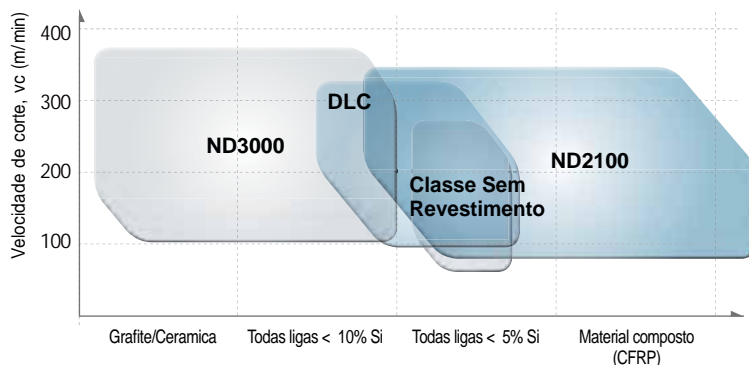 Velocidade de corte, vc (m/min)
400
300
200
100
DLC
ND3000
ND2100
Classe Sem
Revestimento
Grafite/Ceramica
Todas ligas < 10% Si
Todas ligas < 5% Si
Material composto
(CFRP)